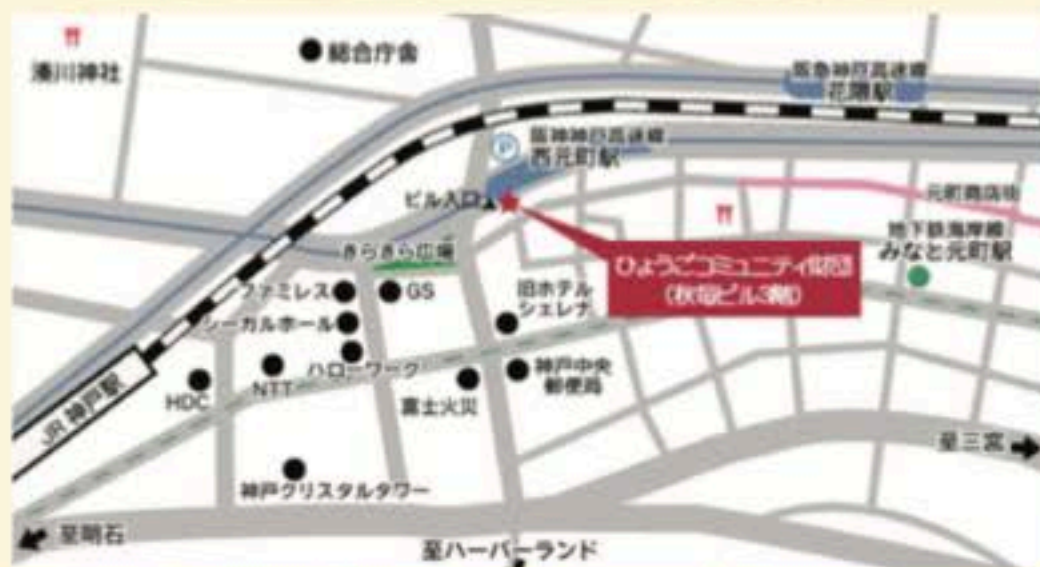 湊川神社
総合庁舎
阪急神戸高速線
花隈駅
P
阪神神戸高速線
西元町駅
ビル入口
元町商店街
地下鉄海岸線
みなと元町駅
きらきら広場
ひょうごコミュニティ財団
(秋毎ビル3階)
ファミレス
GS
旧ホテル
シェレナ
シーガルホール
ハローワーク
神戸中央
郵便局
HDC
NTT
富士火災
JR 神戸駅
至三宮
神戸クリスタルタワー
至明石
至ハーバーランド